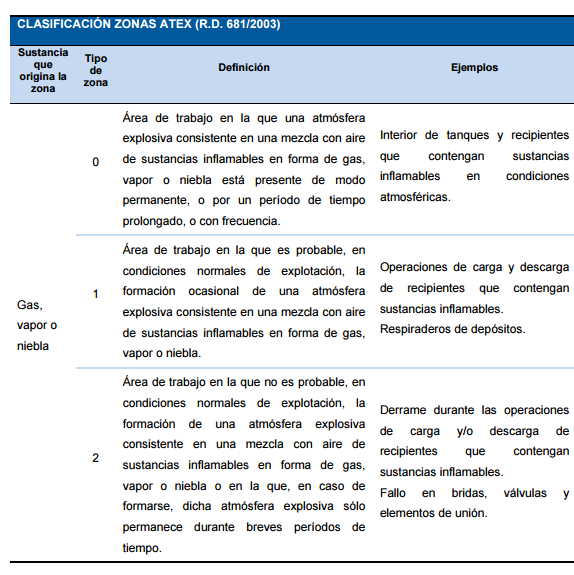 CLASIFICACIÓN ZONAS ATEX (R.D. 681/2003)
Sustancia
que
origina la
zona
Tipo
de
zona
Definición
Ejemplos
Gas,
vapor o
niebla
0
Área de trabajo en la que una atmósfera
explosiva consistente en una mezcla con aire
de sustancias inflamables en forma de gas,
vapor o niebla está presente de modo
permanente, o por un período de tiempo
prolongado, o con frecuencia.
Interior de tanques y recipientes
que contengan sustancias
inflamables en condiciones
atmosféricas.
1
Área de trabajo en la que es probable, en
condiciones normales de explotación, la
formación ocasional de una atmósfera
explosiva consistente en una mezcla con aire
de sustancias inflamables en forma de gas,
vapor o niebla.
Operaciones de carga y descarga
de recipientes que contengan
sustancias inflamables.
Respiraderos de depósitos.
2
Área de trabajo en la que no es probable, en
condiciones normales de explotación, la
formación de una atmósfera explosiva
consistente en una mezcla con aire de
sustancias inflamables en forma de gas,
vapor o niebla o en la que, en caso de
formarse, dicha atmósfera explosiva sólo
permanece durante breves períodos de
tiempo.
Derrame durante las operaciones
de carga y/o descarga de
recipientes que contengan
sustancias inflamables.
Fallo en bridas, válvulas y
elementos de unión.